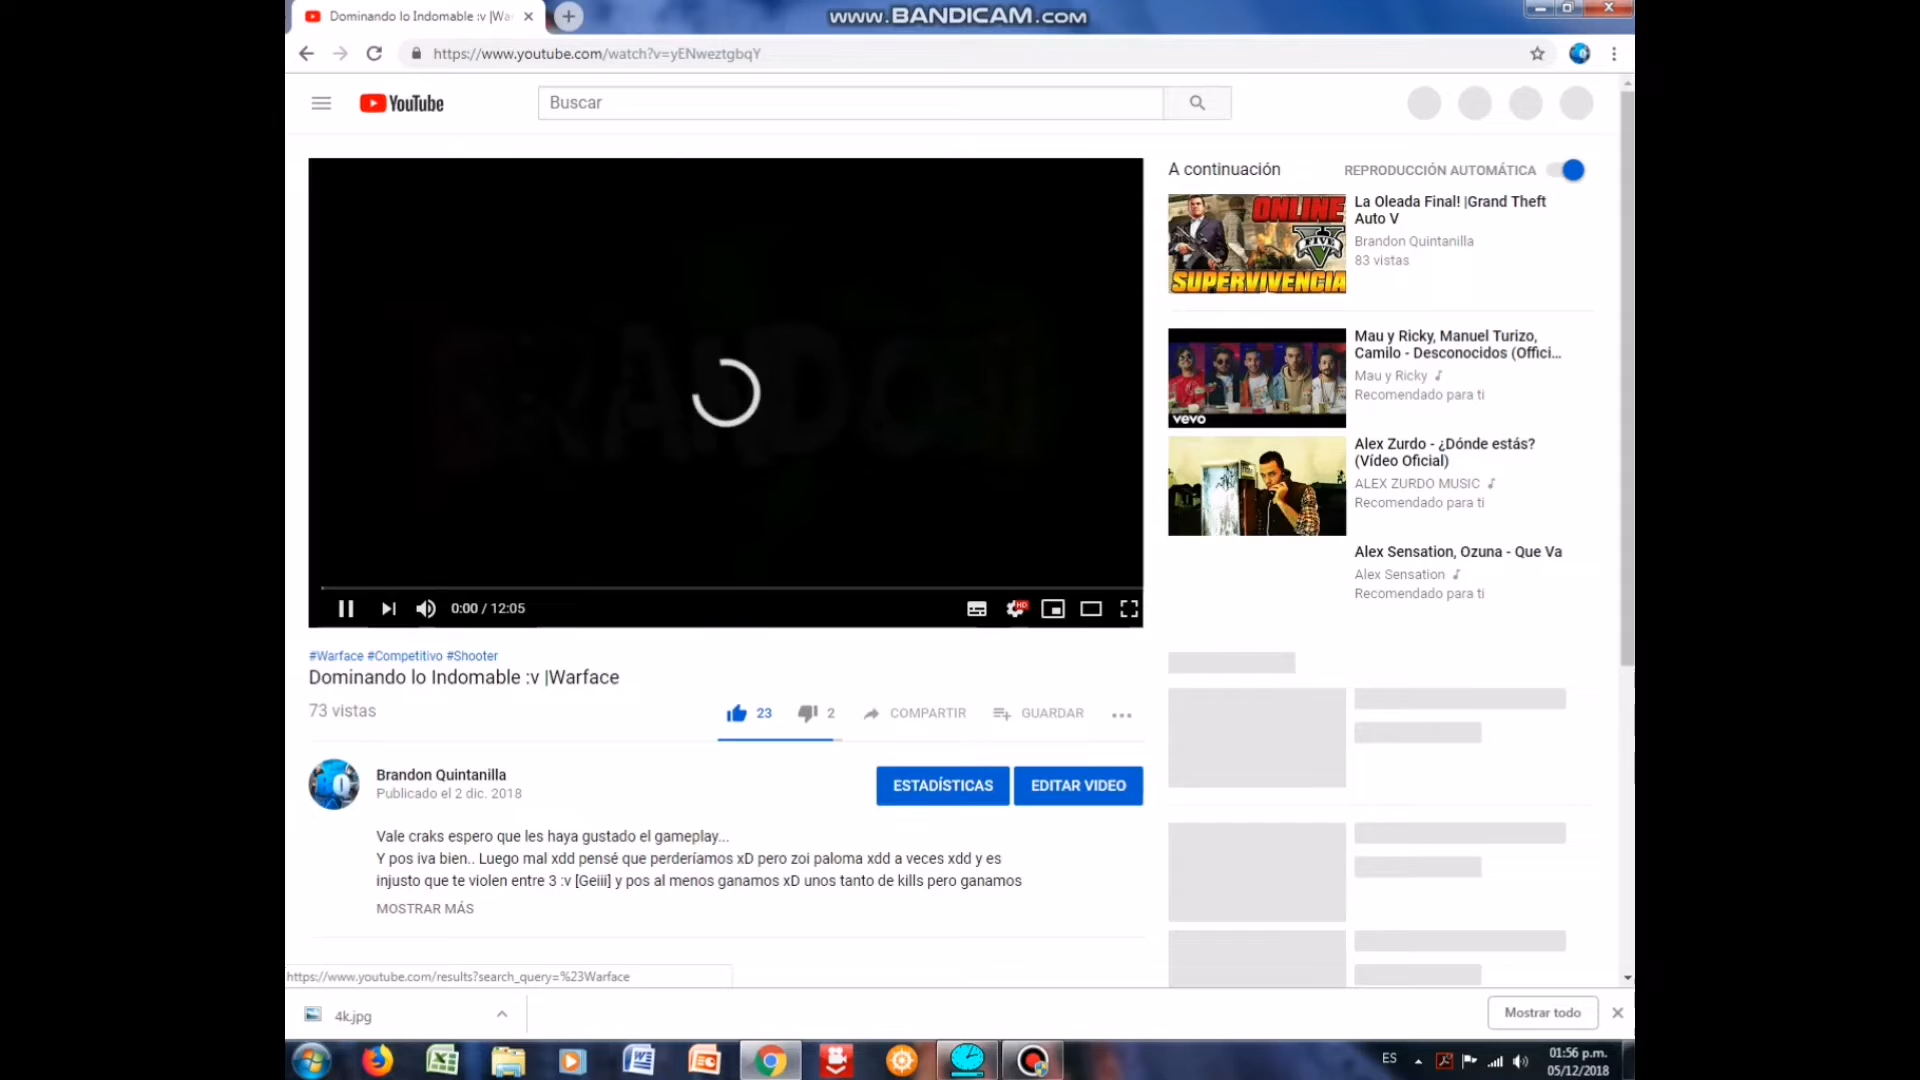 Dominando lo Indomable :v |Wa
www.BANDICAM.com
https://www.youtube.com/watch?v=yENweztgbqY
YouTube
Buscar
BRANDO
0:00 / 12:05
HD
#Warface #Competitivo #Shooter
Dominando lo Indomable :v |Warface
73 vistas
23
2
COMPARTIR
GUARDAR
Brandon Quintanilla
Publicado el 2 dic. 2018
ESTADÍSTICAS
EDITAR VIDEO
Vale craks espero que les haya gustado el gameplay...
Y pos iva bien.. Luego mal xdd pensé que perderíamos xD pero zoi paloma xdd a veces xdd y es
injusto que te violen entre 3 :v [Geiii] y pos al menos ganamos xD unos tanto de kills pero ganamos
MOSTRAR MÁS
A continuación
REPRODUCCIÓN AUTOMÁTICA
ONLINE
FIVE
SUPERVIVENCIA
La Oleada Final! |Grand Theft
Auto V
Brandon Quintanilla
83 vistas
vevo
Mau y Ricky, Manuel Turizo,
Camilo - Desconocidos (Offici...
Mau y Ricky
Recomendado para ti
Alex Zurdo - ¿Dónde estás?
(Vídeo Oficial)
ALEX ZURDO MUSIC
Recomendado para ti
Alex Sensation, Ozuna - Que Va
Alex Sensation
Recomendado para ti
https://www.youtube.com/results?search_query=%23Warface
4k.jpg
Mostrar todo
ES
01:56 p.m.
05/12/2018